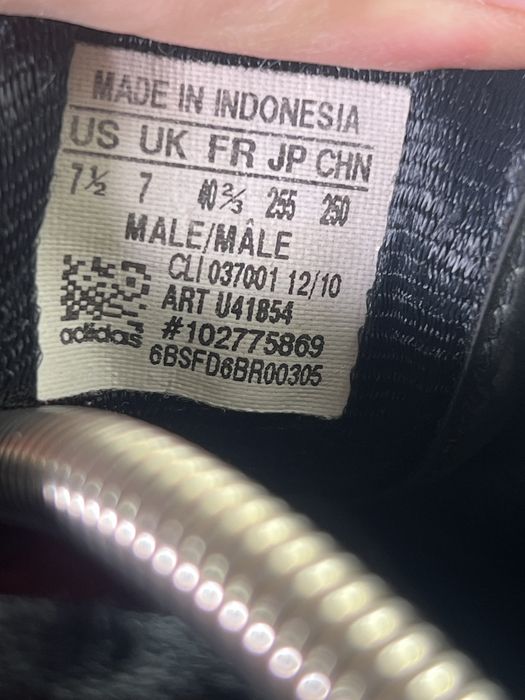 MADE IN INDONESIA
US UK FR JP CHN
7½ 7 40⅔ 255 250
MALE/MÂLE
CLI 037001 12/10
ART U41854
#102775869
adidas 6BSFD6BR00305